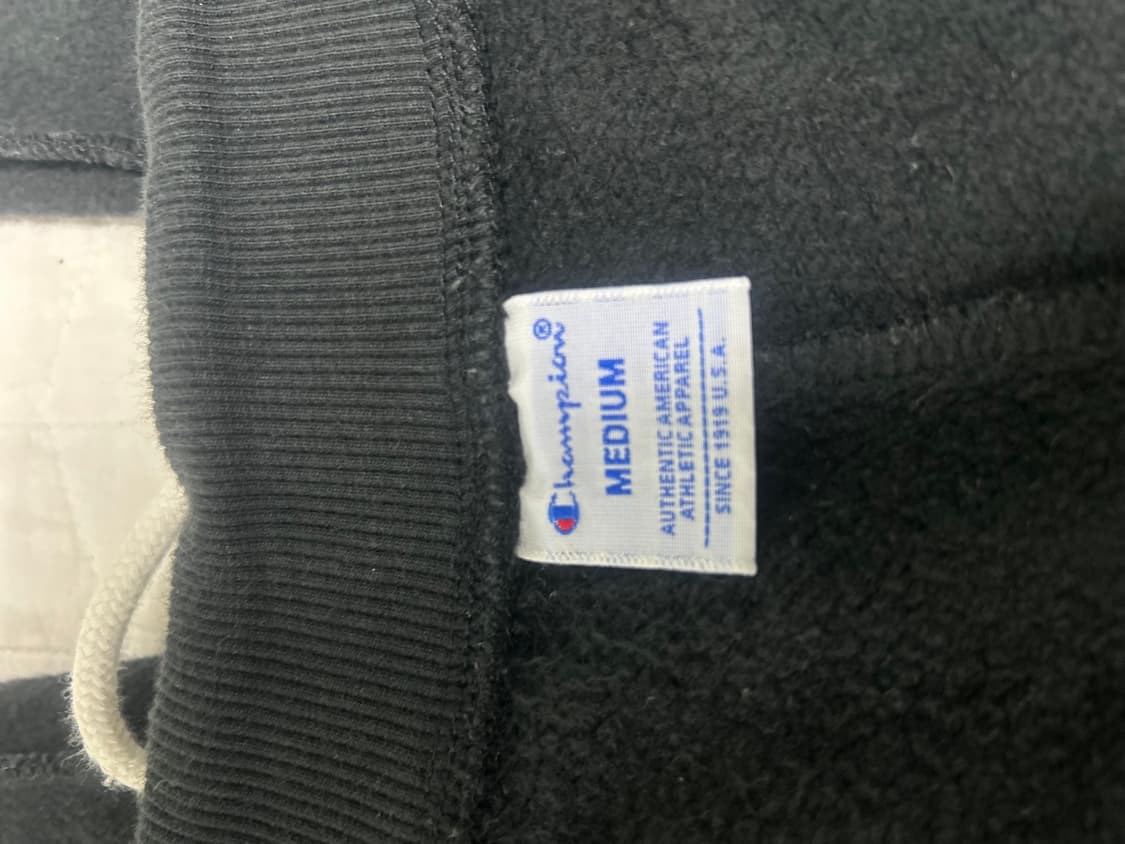 Champion®
MEDIUM
AUTHENTIC AMERICAN
ATHLETIC APPAREL
SINCE 1919 U.S.A.